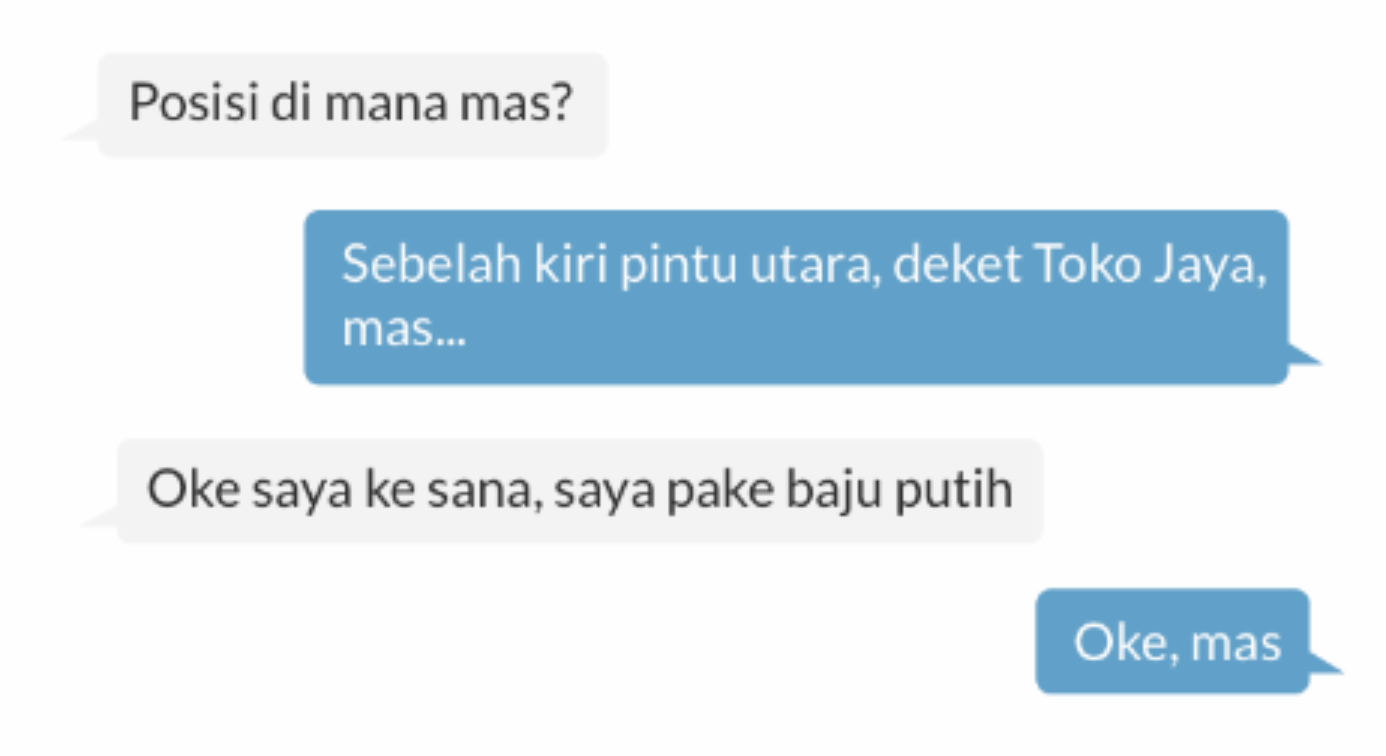 Posisi di mana mas?
Sebelah kiri pintu utara, deket Toko Jaya,
mas...
Oke saya ke sana, saya pake baju putih
Oke, mas